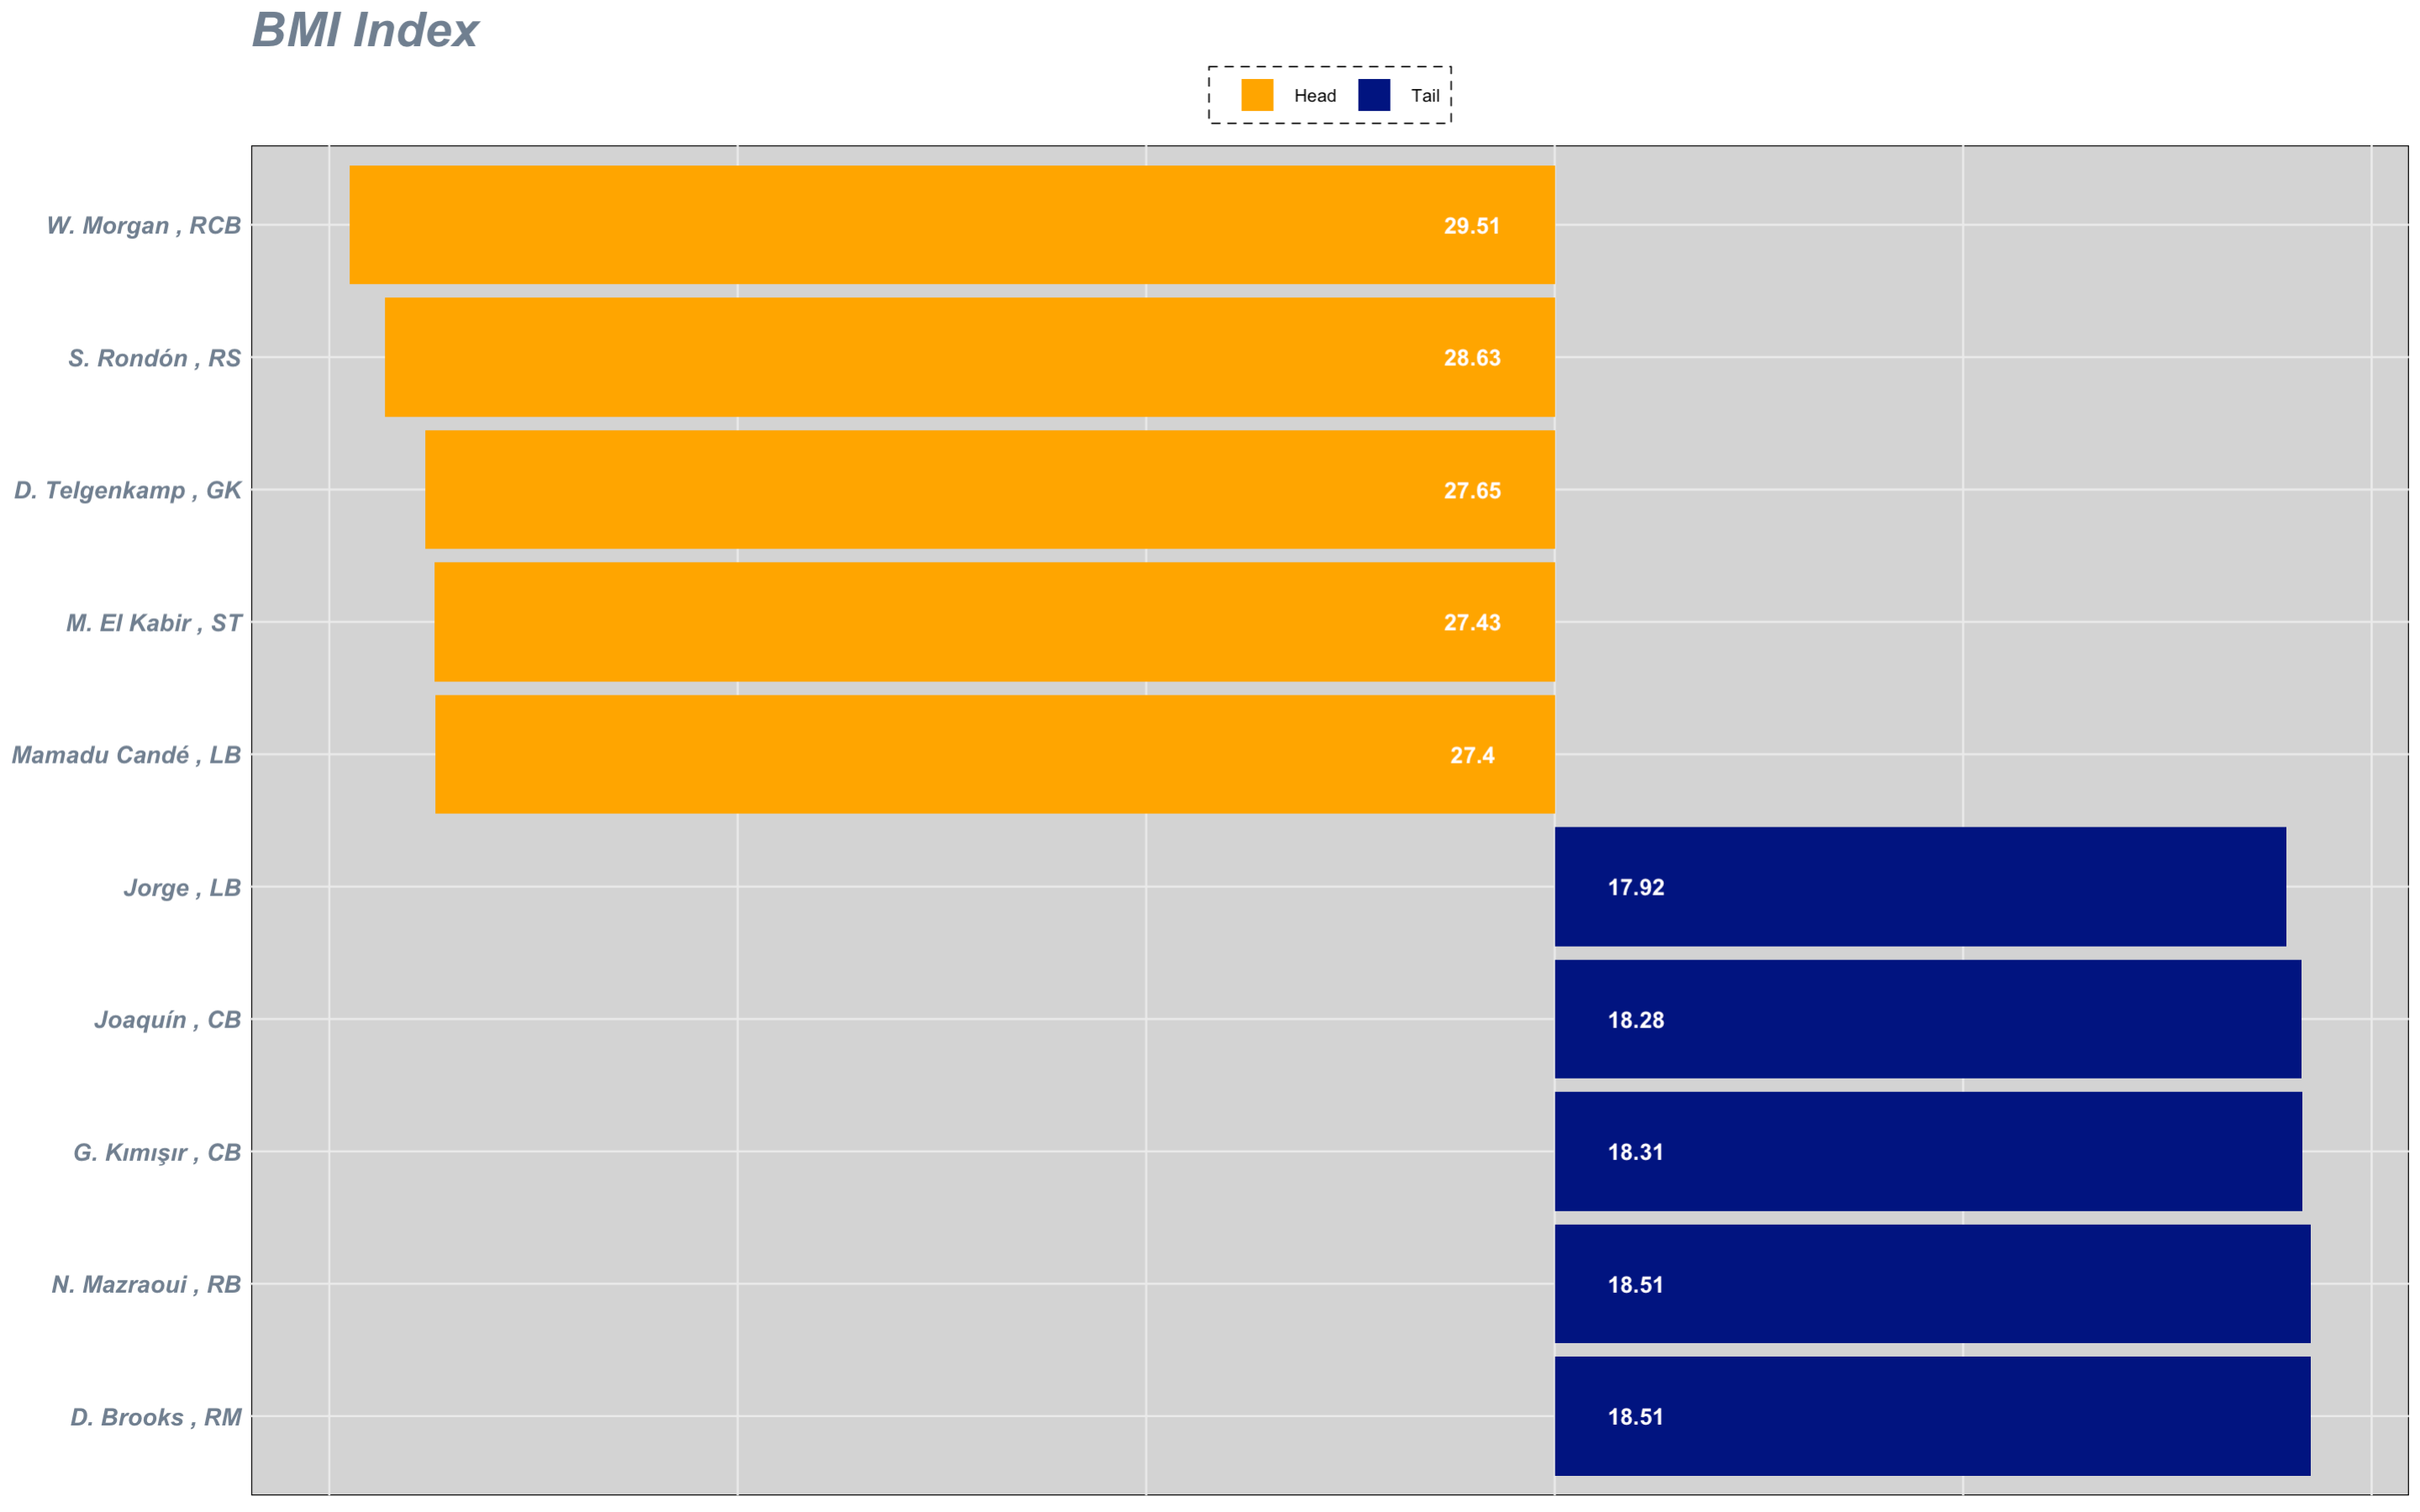 BMI Index
Head Tail
W. Morgan , RCB 29.51
S. Rondón , RS 28.63
D. Telgenkamp , GK 27.65
M. El Kabir , ST 27.43
Mamadu Candé , LB 27.4
Jorge , LB 17.92
Joaquín , CB 18.28
G. Kımışır , CB 18.31
N. Mazraoui , RB 18.51
D. Brooks , RM 18.51